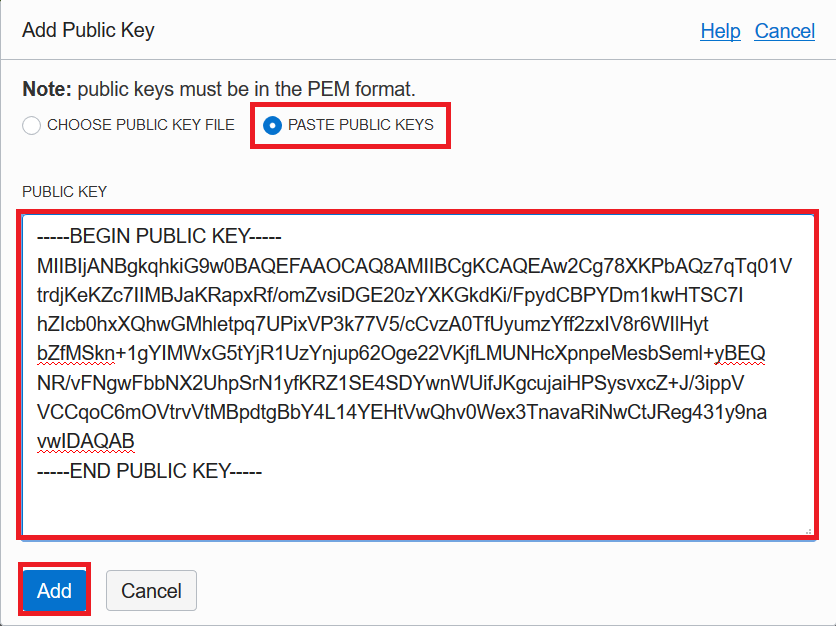 Add Public Key
Help Cancel
Note: public keys must be in the PEM format.
CHOOSE PUBLIC KEY FILE PASTE PUBLIC KEYS
PUBLIC KEY
-----BEGIN PUBLIC KEY-----
MIIBIjANBgkqhkiG9w0BAQEFAAOCAQ8AMIIBCgKCAQEAw2Cg78XKPbAQz7qTq01V
trdjKeKZc7IIMBJaKRapxRf/omZvsiDGE20zYXKGkdKi/FpydCBPYDm1kwHTSC7I
hZIcb0hxXQhwGMhletpq7UPixVP3k77V5/cCvzA0TfUyumzYff2zxIV8r6WIlHyt
bZfMSkn+1gYIMWxG5tYjR1UzYnjup62Oge22VKjfLMUNHcXpnpeMesbSeml+yBEQ
NR/vFNgwFbbNX2UhpSrN1yfKRZ1SE4SDYwnWUifJKgcujaiHPSysvxcZ+J/3ippV
VCCqoC6mOVtrvVtMBpdtgBbY4L14YEHtVwQhv0Wex3TnavaRiNwCtJReg431y9na
vwIDAQAB
-----END PUBLIC KEY-----
Add Cancel